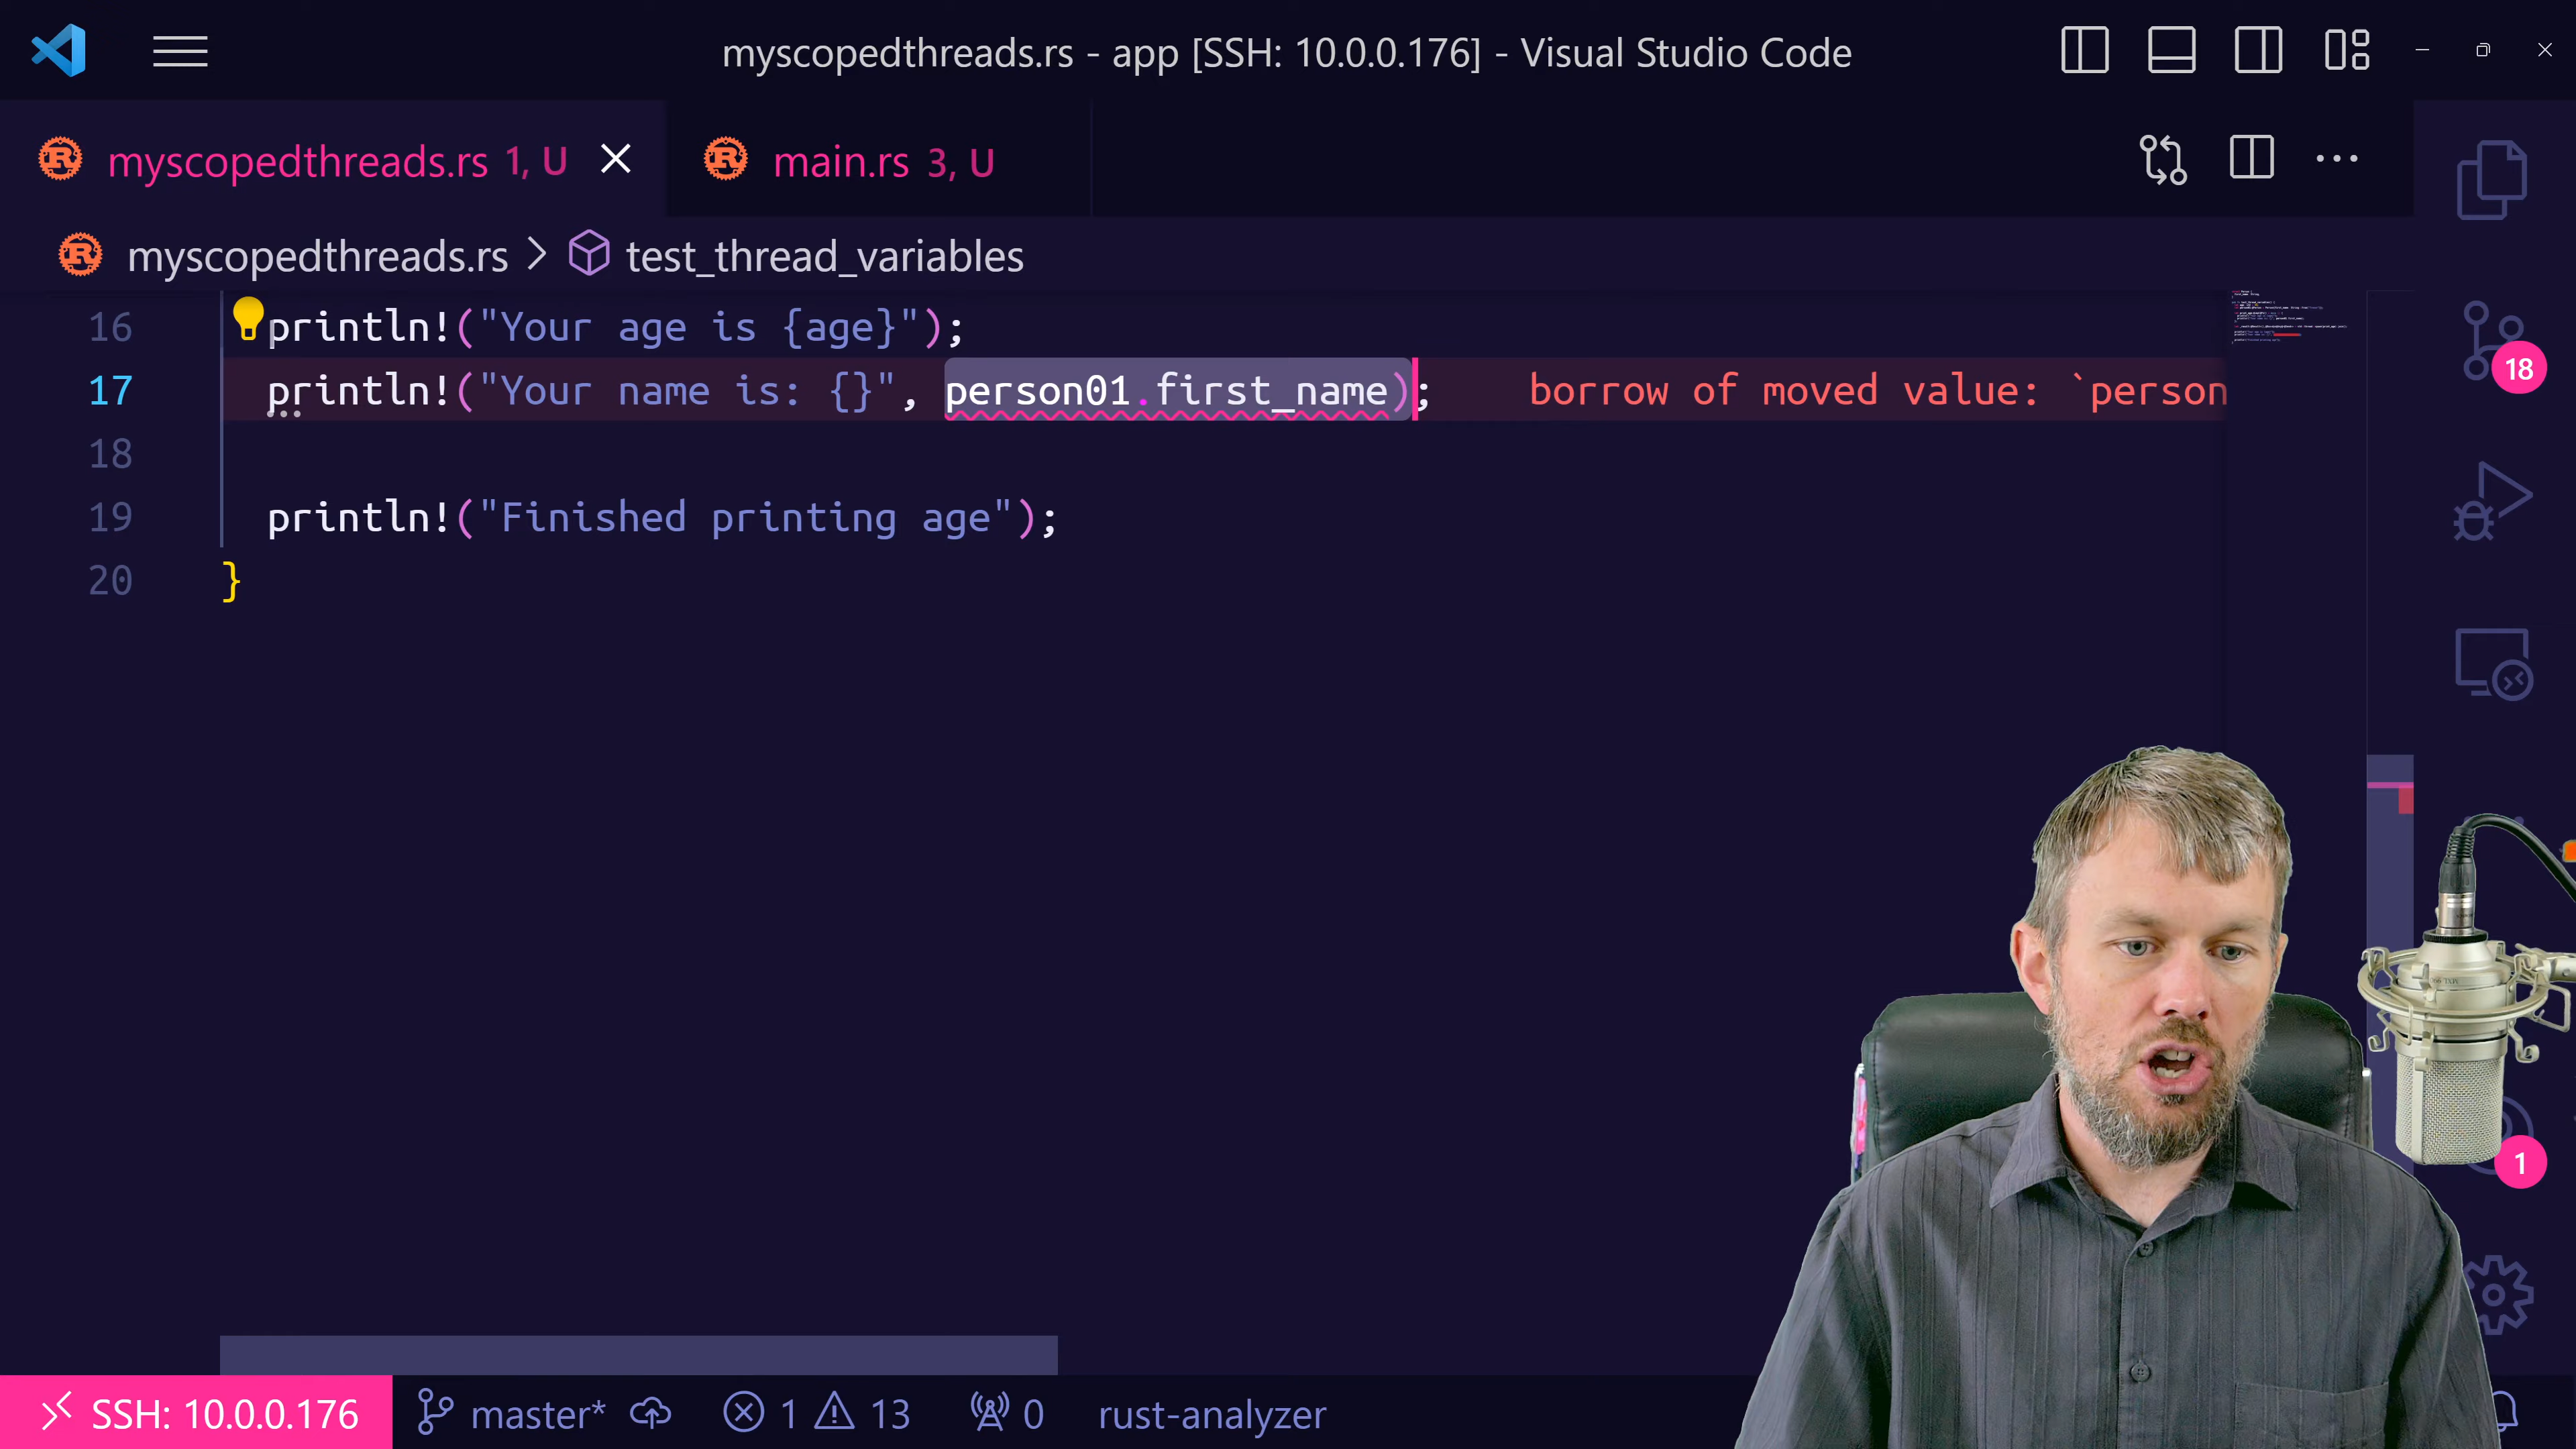 myscopedthreads.rs - app [SSH: 10.0.0.176] - Visual Studio Code
myscopedthreads.rs 1, U
main.rs 3, U
myscopedthreads.rs > test_thread_variables
16 println!("Your age is {age}");
17 println!("Your name is: {}", person01.first_name); borrow of moved value: `person
18
19 println!("Finished printing age");
20 }
18
1
SSH: 10.0.0.176 master* 1 13 0 rust-analyzer